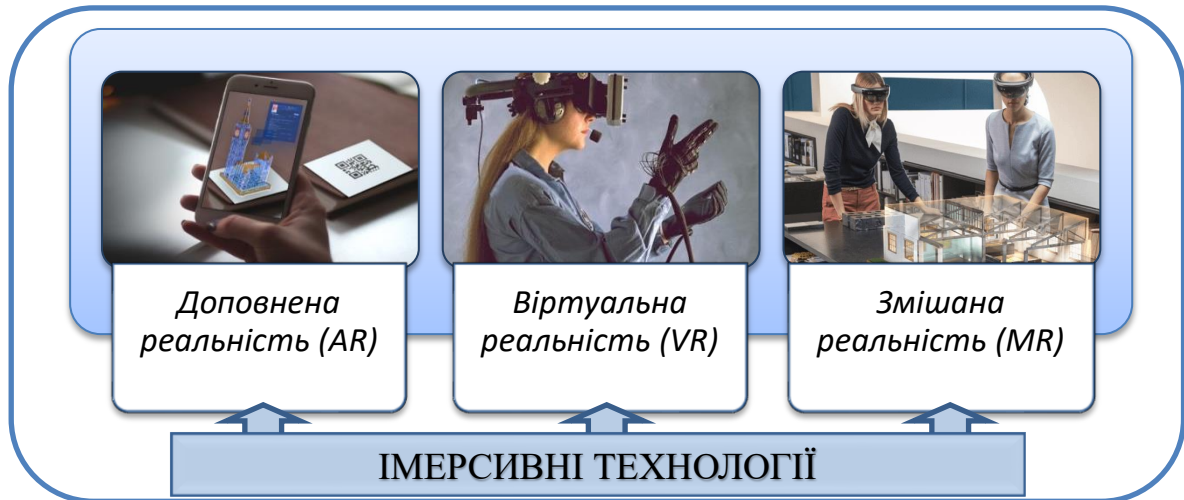 Доповнена
реальність (AR)
Віртуальна
реальність (VR)
Змішана
реальність (MR)
ІМЕРСИВНІ ТЕХНОЛОГІЇ